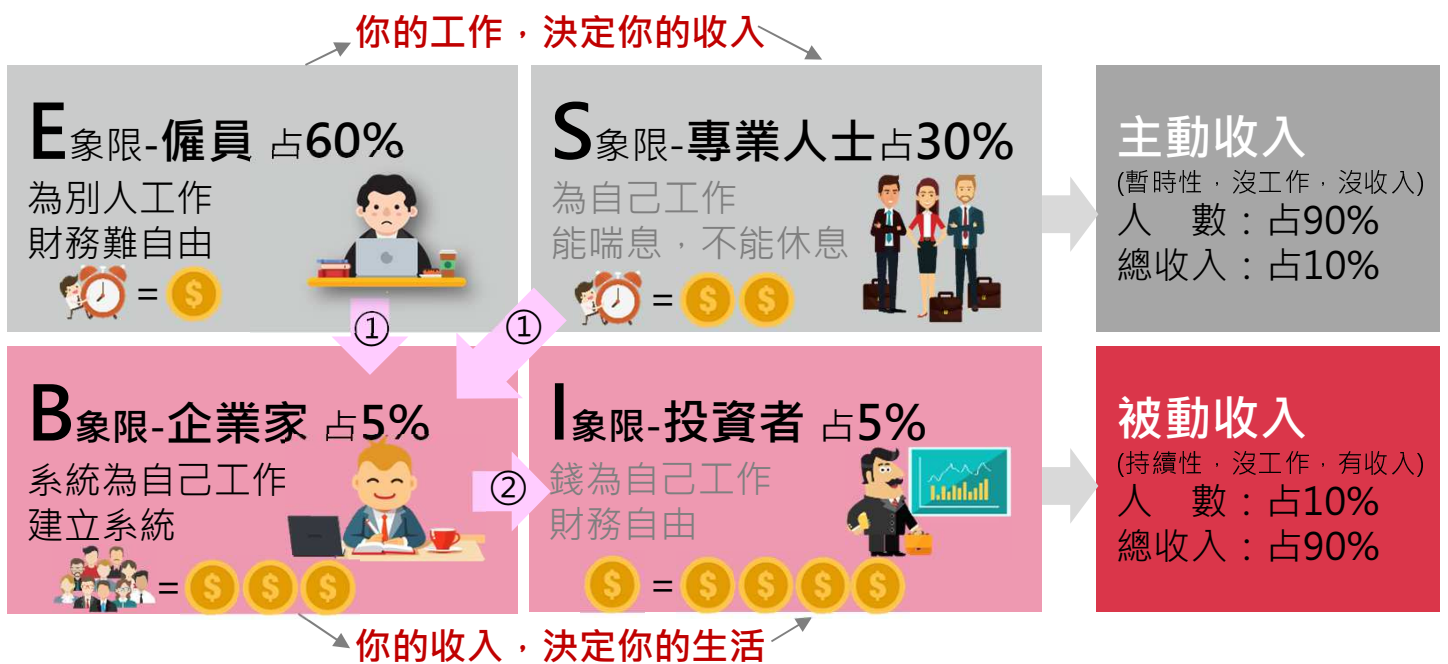 你的工作，決定你的收入
E象限-僱員 占60%
為別人工作
財務難自由
= $
S象限-專業人士占30%
為自己工作
能喘息，不能休息
= $ $
主動收入
(暫時性，沒工作，沒收入)
人　數：占90%
總收入：占10%
①
①
B象限-企業家 占5%
系統為自己工作
建立系統
= $ $ $
②
I象限-投資者 占5%
錢為自己工作
財務自由
$ = $ $ $ $
被動收入
(持續性，沒工作，有收入)
人　數：占10%
總收入：占90%
你的收入，決定你的生活